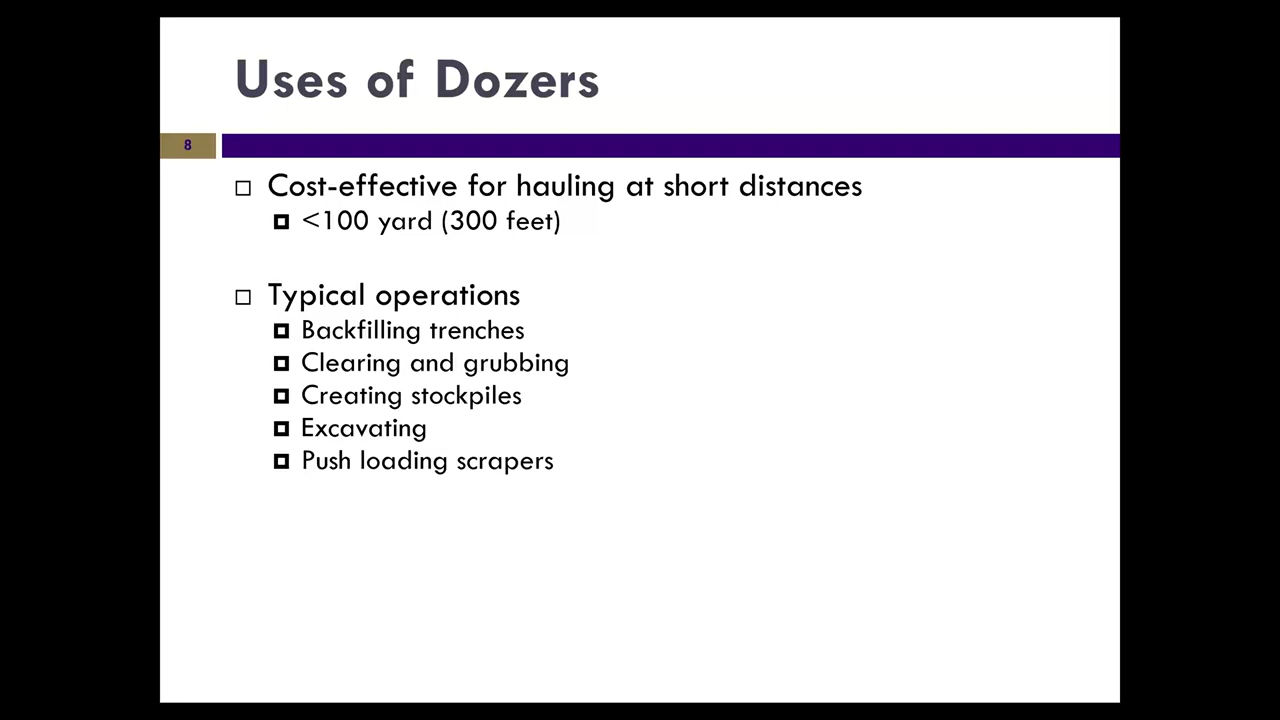 Uses of Dozers
8
Cost-effective for hauling at short distances
<100 yard (300 feet)
Typical operations
Backfilling trenches
Clearing and grubbing
Creating stockpiles
Excavating
Push loading scrapers